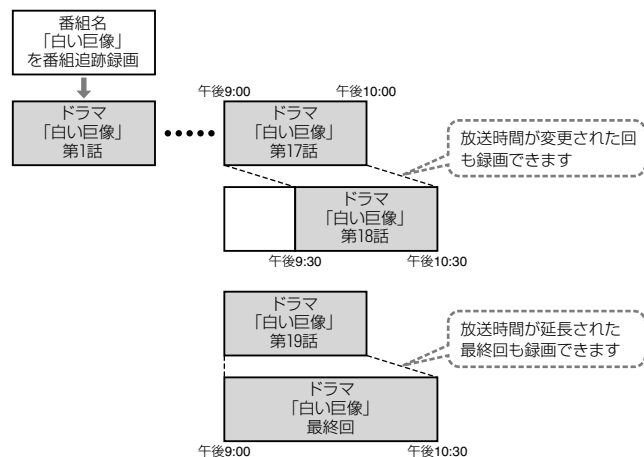 番組名
「白い巨像」
を番組追跡録画
ドラマ
「白い巨像」
第1話
午後9:00
午後10:00
ドラマ
「白い巨像」
第17話
放送時間が変更された回
も録画できます
ドラマ
「白い巨像」
第18話
午後9:30
午後10:30
ドラマ
「白い巨像」
第19話
放送時間が延長された
最終回も録画できます
ドラマ
「白い巨像」
最終回
午後9:00
午後10:30